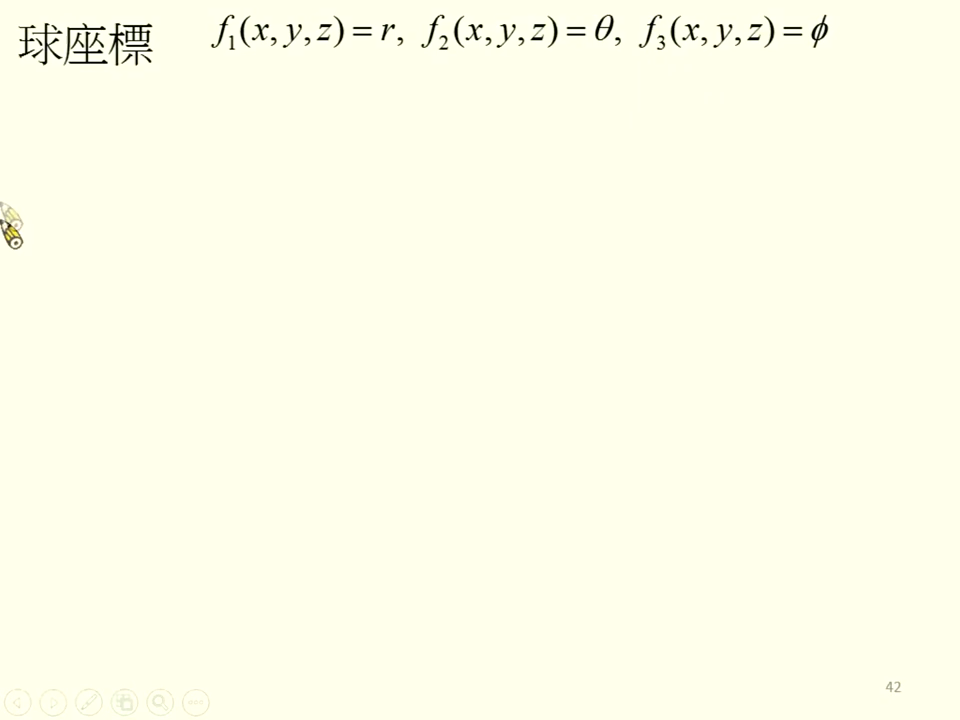 球座標 f₁(x, y, z) = r, f₂(x, y, z) = θ, f₃(x, y, z) = ϕ
42